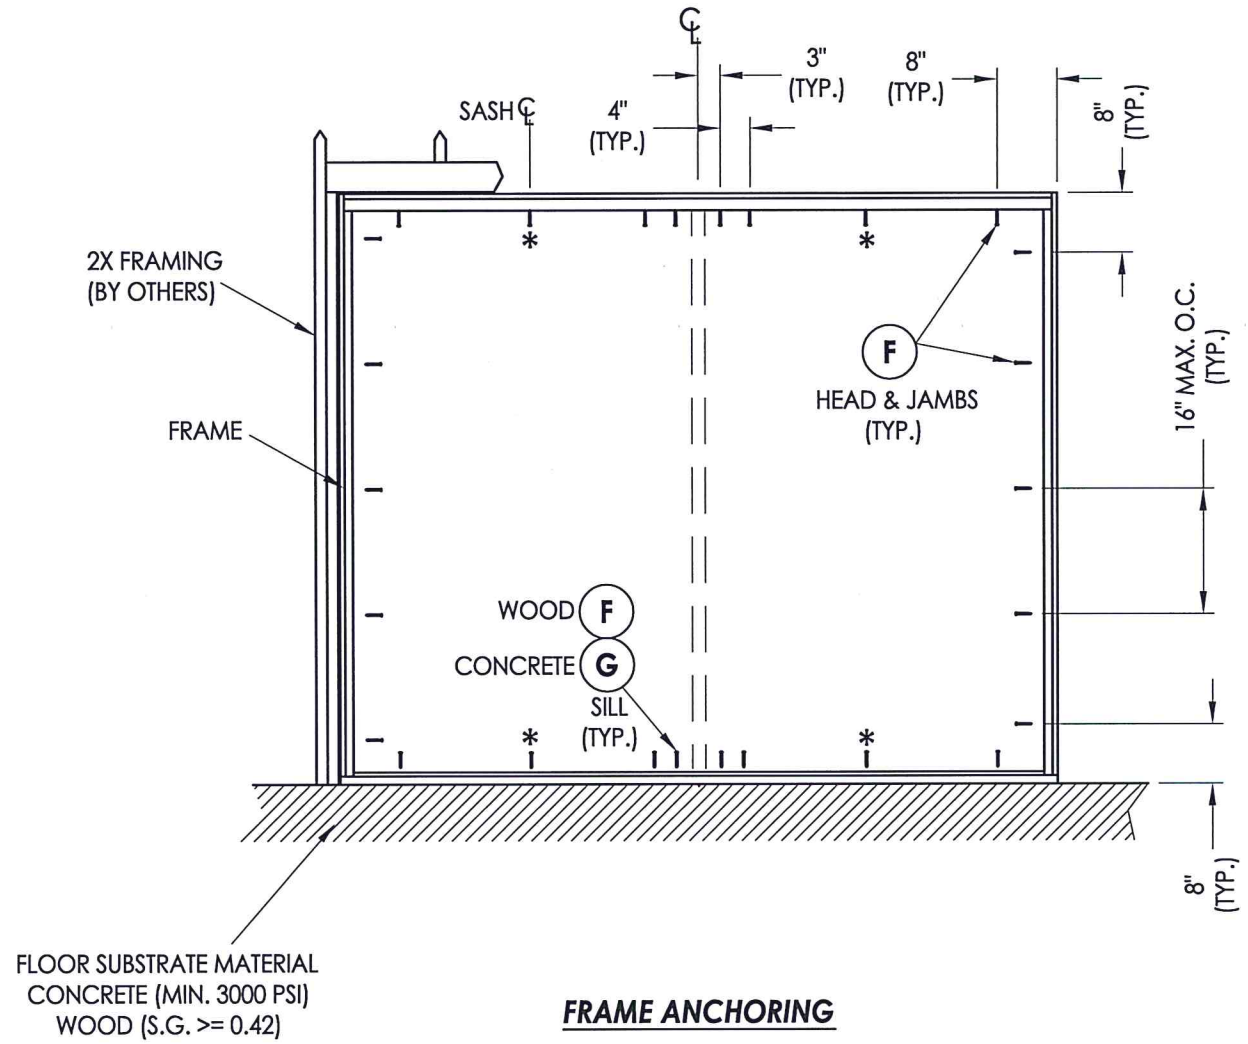 ℄
3"
(TYP.)
8"
(TYP.)
SASH ℄
4"
(TYP.)
8"
(TYP.)
*
*
2X FRAMING
(BY OTHERS)
F
HEAD & JAMBS
(TYP.)
16" MAX. O.C.
(TYP.)
FRAME
WOOD F
CONCRETE G
SILL
(TYP.)
*
*
8"
(TYP.)
FLOOR SUBSTRATE MATERIAL
CONCRETE (MIN. 3000 PSI)
WOOD (S.G. >= 0.42)
FRAME ANCHORING